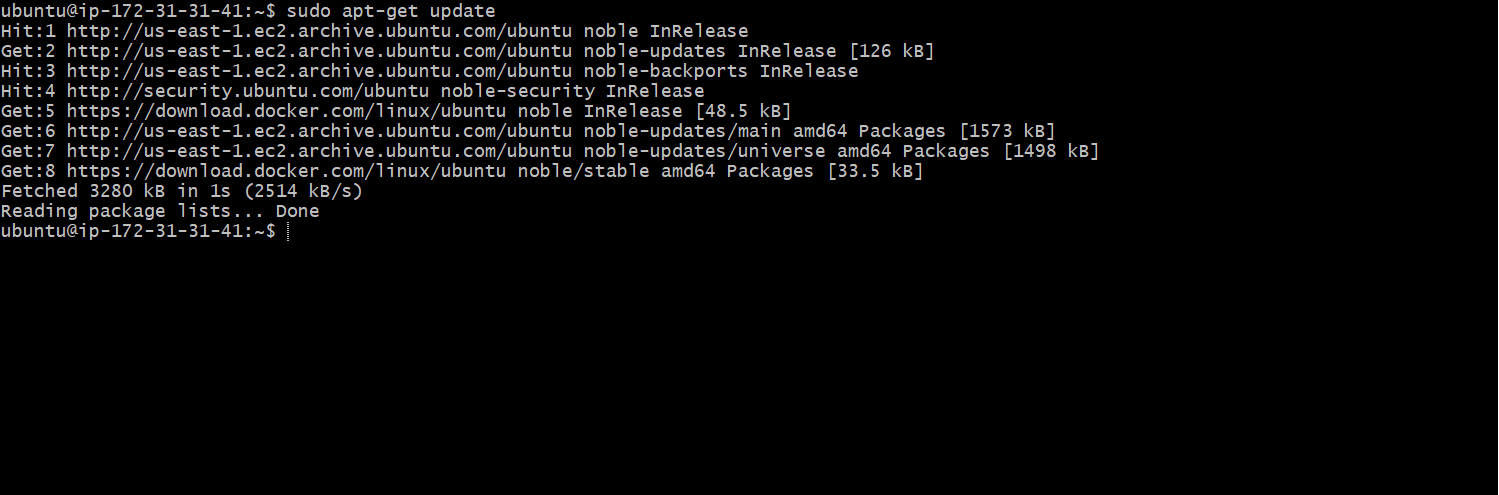 ubuntu@ip-172-31-31-41:~$ sudo apt-get update
Hit:1 http://us-east-1.ec2.archive.ubuntu.com/ubuntu noble InRelease
Get:2 http://us-east-1.ec2.archive.ubuntu.com/ubuntu noble-updates InRelease [126 kB]
Hit:3 http://us-east-1.ec2.archive.ubuntu.com/ubuntu noble-backports InRelease
Hit:4 http://security.ubuntu.com/ubuntu noble-security InRelease
Get:5 https://download.docker.com/linux/ubuntu noble InRelease [48.5 kB]
Get:6 http://us-east-1.ec2.archive.ubuntu.com/ubuntu noble-updates/main amd64 Packages [1573 kB]
Get:7 http://us-east-1.ec2.archive.ubuntu.com/ubuntu noble-updates/universe amd64 Packages [1498 kB]
Get:8 https://download.docker.com/linux/ubuntu noble/stable amd64 Packages [33.5 kB]
Fetched 3280 kB in 1s (2514 kB/s)
Reading package lists... Done
ubuntu@ip-172-31-31-41:~$